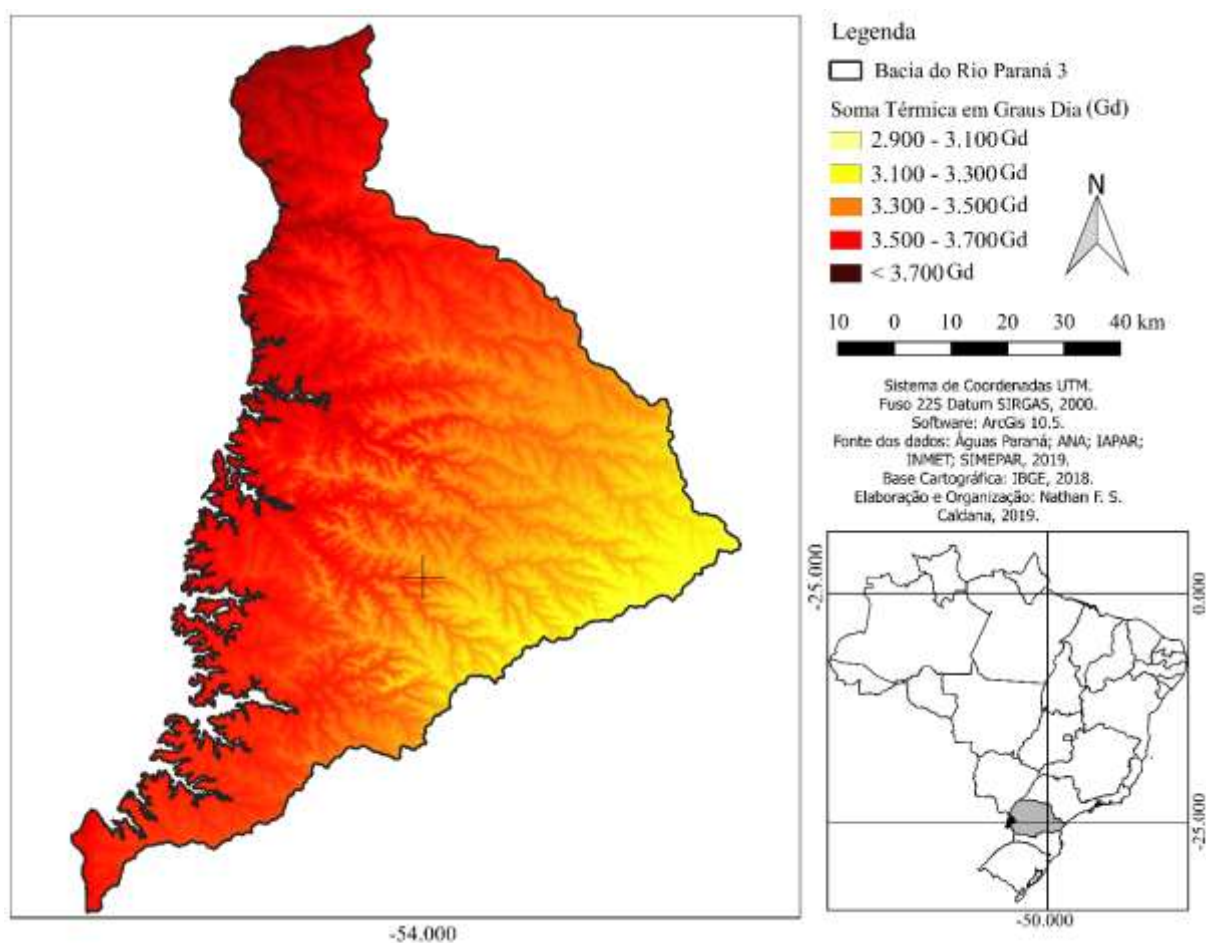 Legenda
Bacia do Rio Paraná 3
Soma Térmica em Graus Dia (Gd)
2.900 - 3.100 Gd
3.100 - 3.300 Gd
3.300 - 3.500 Gd
3.500 - 3.700 Gd
< 3.700 Gd
N
10 0 10 20 30 40 km
Sistema de Coordenadas UTM.
Fuso 22S Datum SIRGAS, 2000.
Software: ArcGis 10.5.
Fonte dos dados: Águas Paraná; ANA; IAPAR;
INMET; SIMEPAR, 2019.
Base Cartográfica: IBGE, 2018.
Elaboração e Organização: Nathan F. S.
Caldana, 2019.
-25.000
0.000
-25.000
-50.000
-54.000